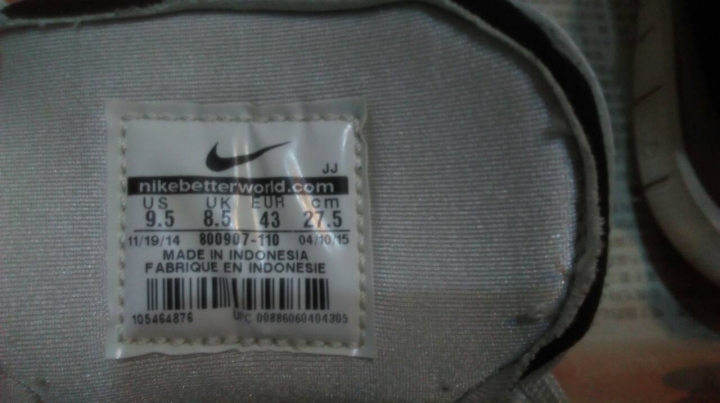 JJ
nikebetterworld.com
US UK EUR cm
9.5 8.5 43 27.5
11/19/14 800907-110 04/10/15
MADE IN INDONESIA
FABRIQUE EN INDONESIE
105464876 UPC 00886060404305